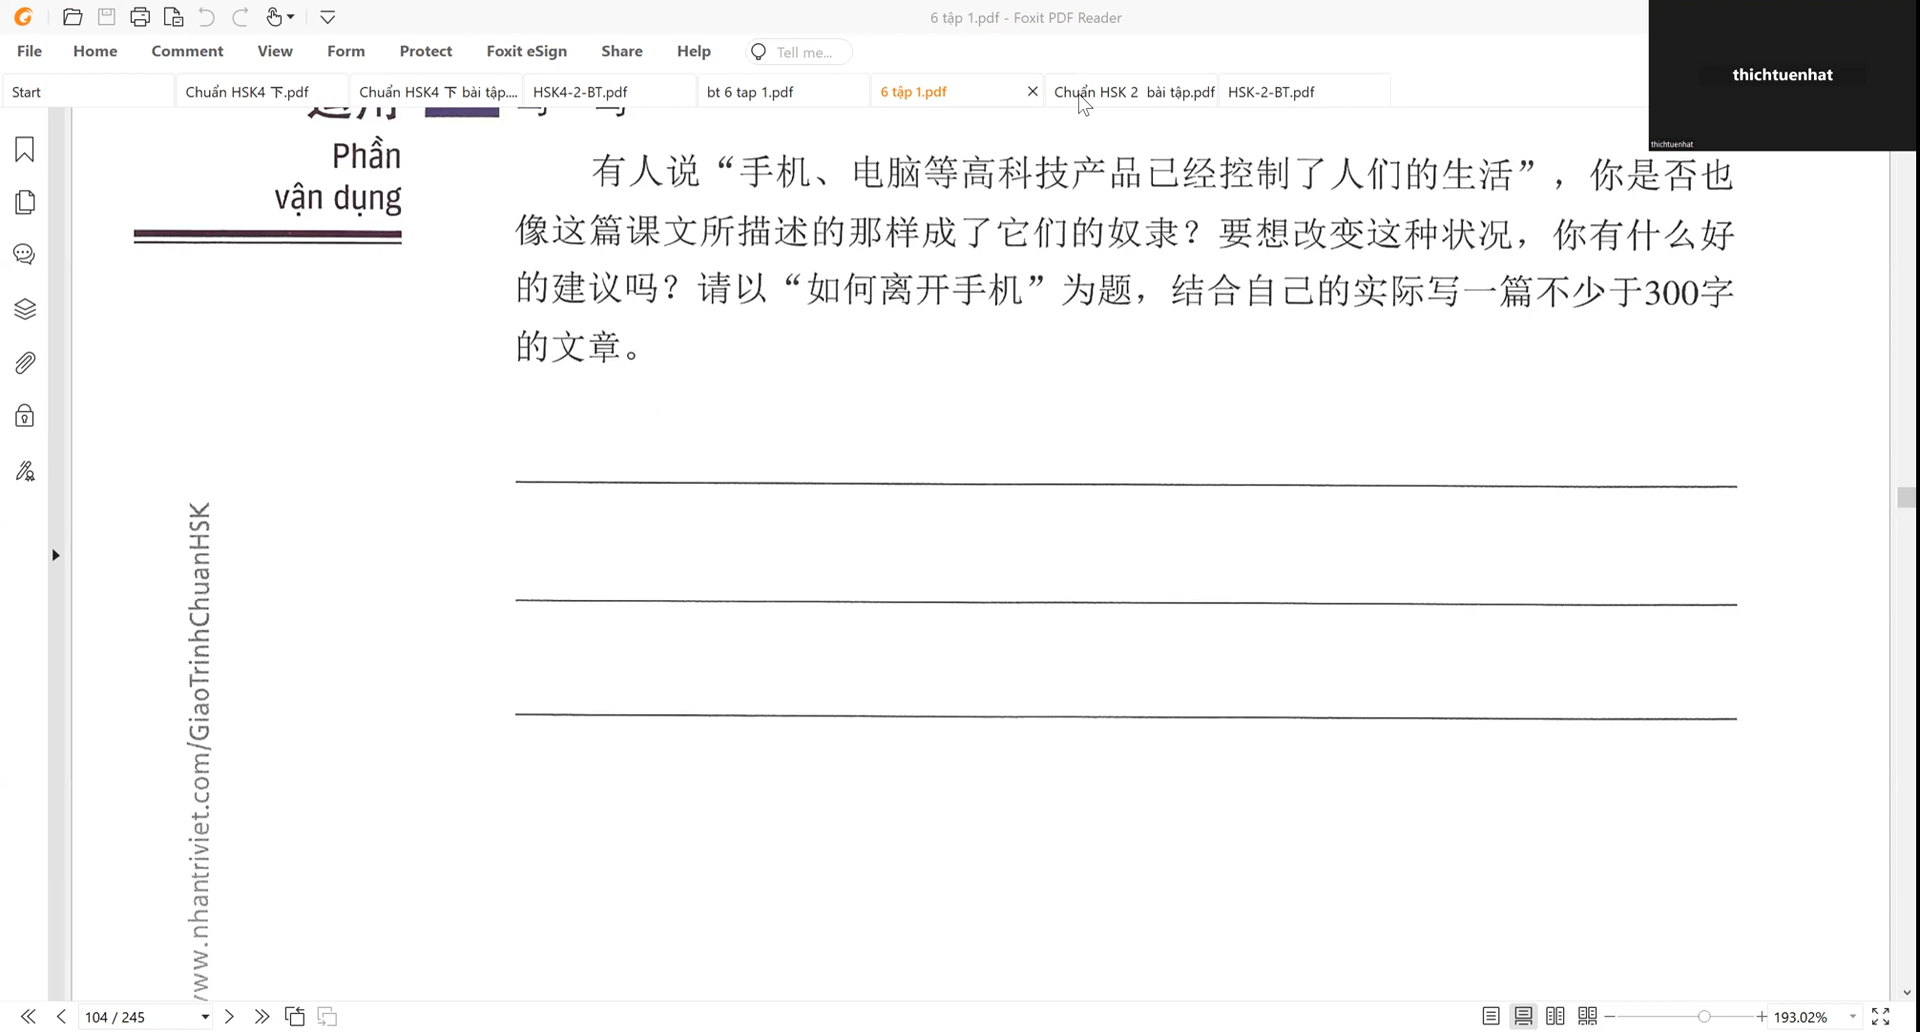 6 tập 1.pdf - Foxit PDF Reader
File Home Comment View Form Protect Foxit eSign Share Help Tell me...
thichtuenhat
Start Chuẩn HSK4 下.pdf Chuẩn HSK4 下 bài tập.... HSK4-2-BT.pdf bt 6 tap 1.pdf 6 tập 1.pdf Chuẩn HSK 2 bài tập.pdf HSK-2-BT.pdf
thichtuenhat
Phần
vận dụng
有人说“手机、电脑等高科技产品已经控制了人们的生活”，你是否也
像这篇课文所描述的那样成了它们的奴隶？要想改变这种状况，你有什么好
的建议吗？请以“如何离开手机”为题，结合自己的实际写一篇不少于300字
的文章。
www.nhantriviet.com/GiaoTrinhChuanHSK
104 / 245
193.02%